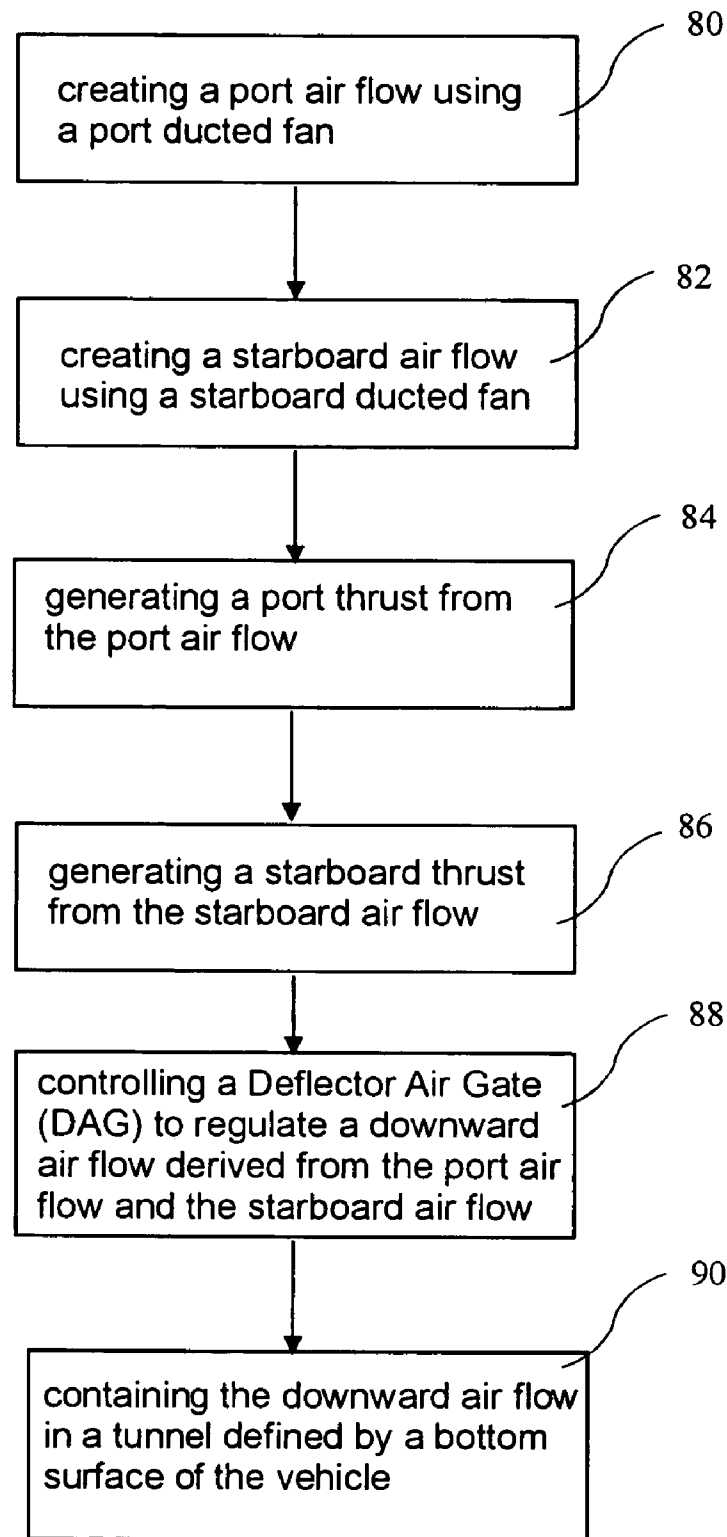 80
creating a port air flow using
a port ducted fan
82
creating a starboard air flow
using a starboard ducted fan
84
generating a port thrust from
the port air flow
86
generating a starboard thrust
from the starboard air flow
88
controlling a Deflector Air Gate
(DAG) to regulate a downward
air flow derived from the port air
flow and the starboard air flow
90
containing the downward air flow
in a tunnel defined by a bottom
surface of the vehicle